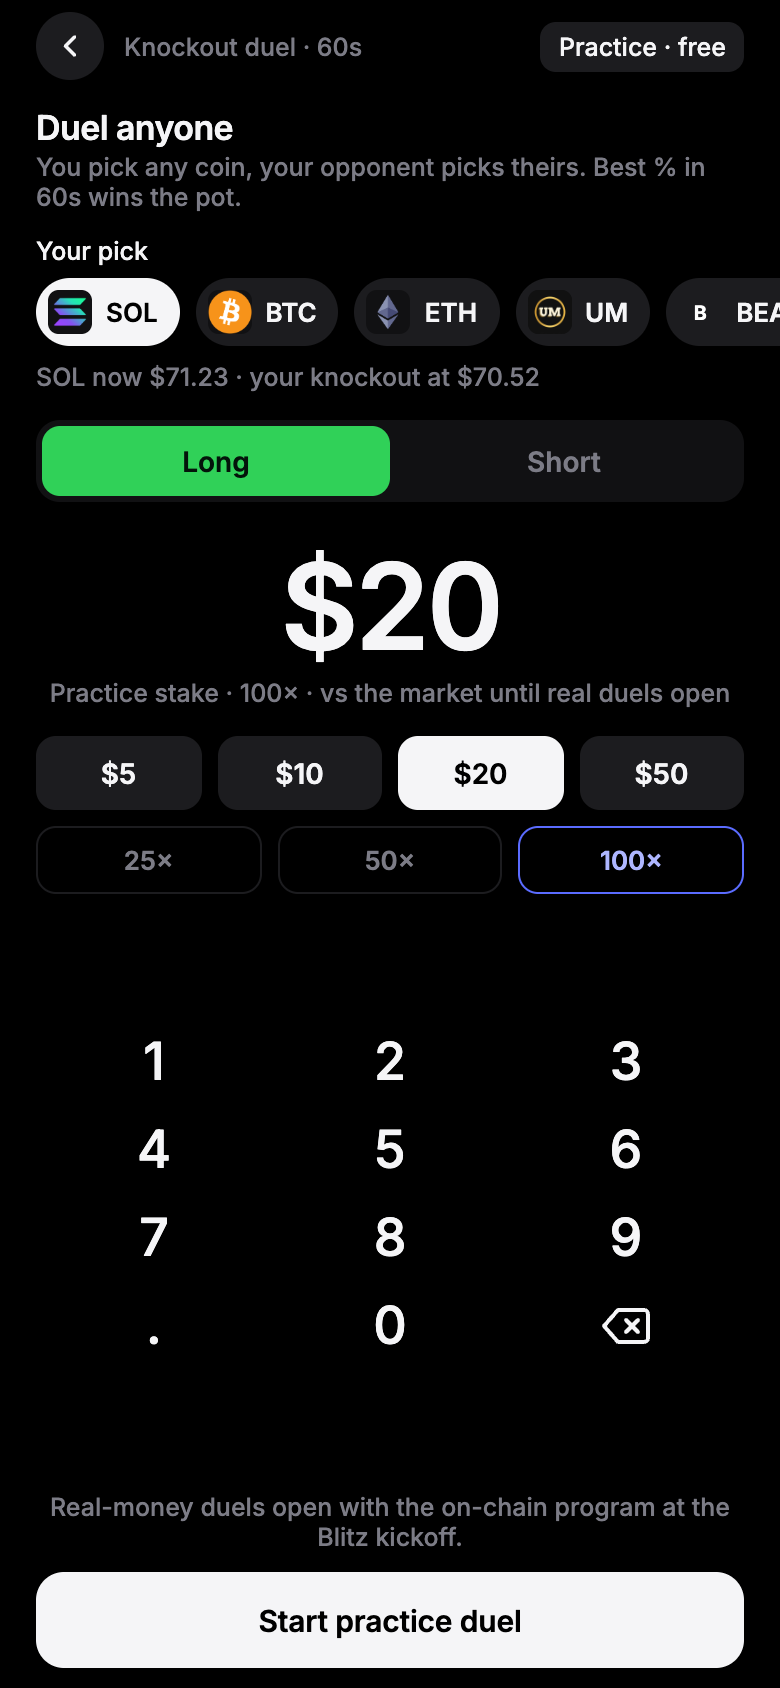 Knockout duel · 60s
Practice · free
Duel anyone
You pick any coin, your opponent picks theirs. Best % in
60s wins the pot.
Your pick
SOL
BTC
ETH
UM
UM
B
BEA
SOL now $71.23 · your knockout at $70.52
Long
Short
$20
Practice stake · 100× · vs the market until real duels open
$5
$10
$20
$50
25×
50×
100×
1
2
3
4
5
6
7
8
9
.
0
Real-money duels open with the on-chain program at the
Blitz kickoff.
Start practice duel